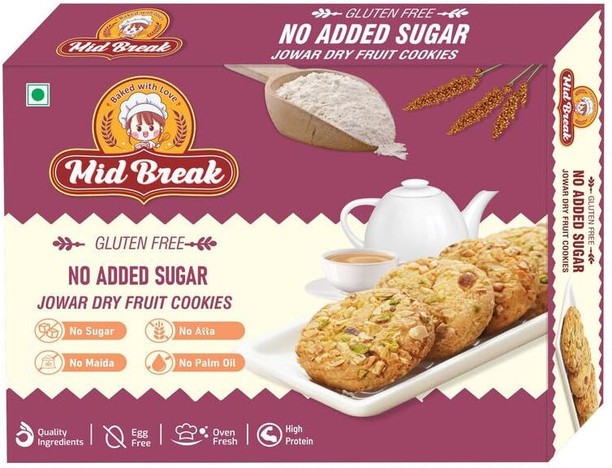 GLUTEN FREE
NO ADDED SUGAR
JOWAR DRY FRUIT COOKIES
Mid Break
Baked with Love
Mid Break
GLUTEN FREE
NO ADDED SUGAR
JOWAR DRY FRUIT COOKIES
No Sugar
No Atta
No Maida
No Palm Oil
Quality
Ingredients
Egg
Free
Oven
Fresh
High
Protein
Mid Break
GLUTEN FREE
NO ADDED SUGAR
JOWAR DRY FRUIT COOKIES